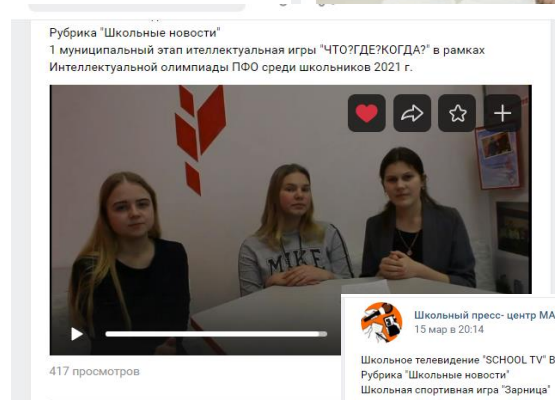 Рубрика "Школьные новости"
1 муниципальный этап ителлектуальная игры "ЧТО?ГДЕ?КОГДА?" в рамках
Интеллектуальной олимпиады ПФО среди школьников 2021 г.
MIKE
417 просмотров
Школьный пресс- центр МА
15 мар в 20:14
Школьное телевидение "SCHOOL TV" В
Рубрика "Школьные новости"
Школьная спортивная игра "Зарница"